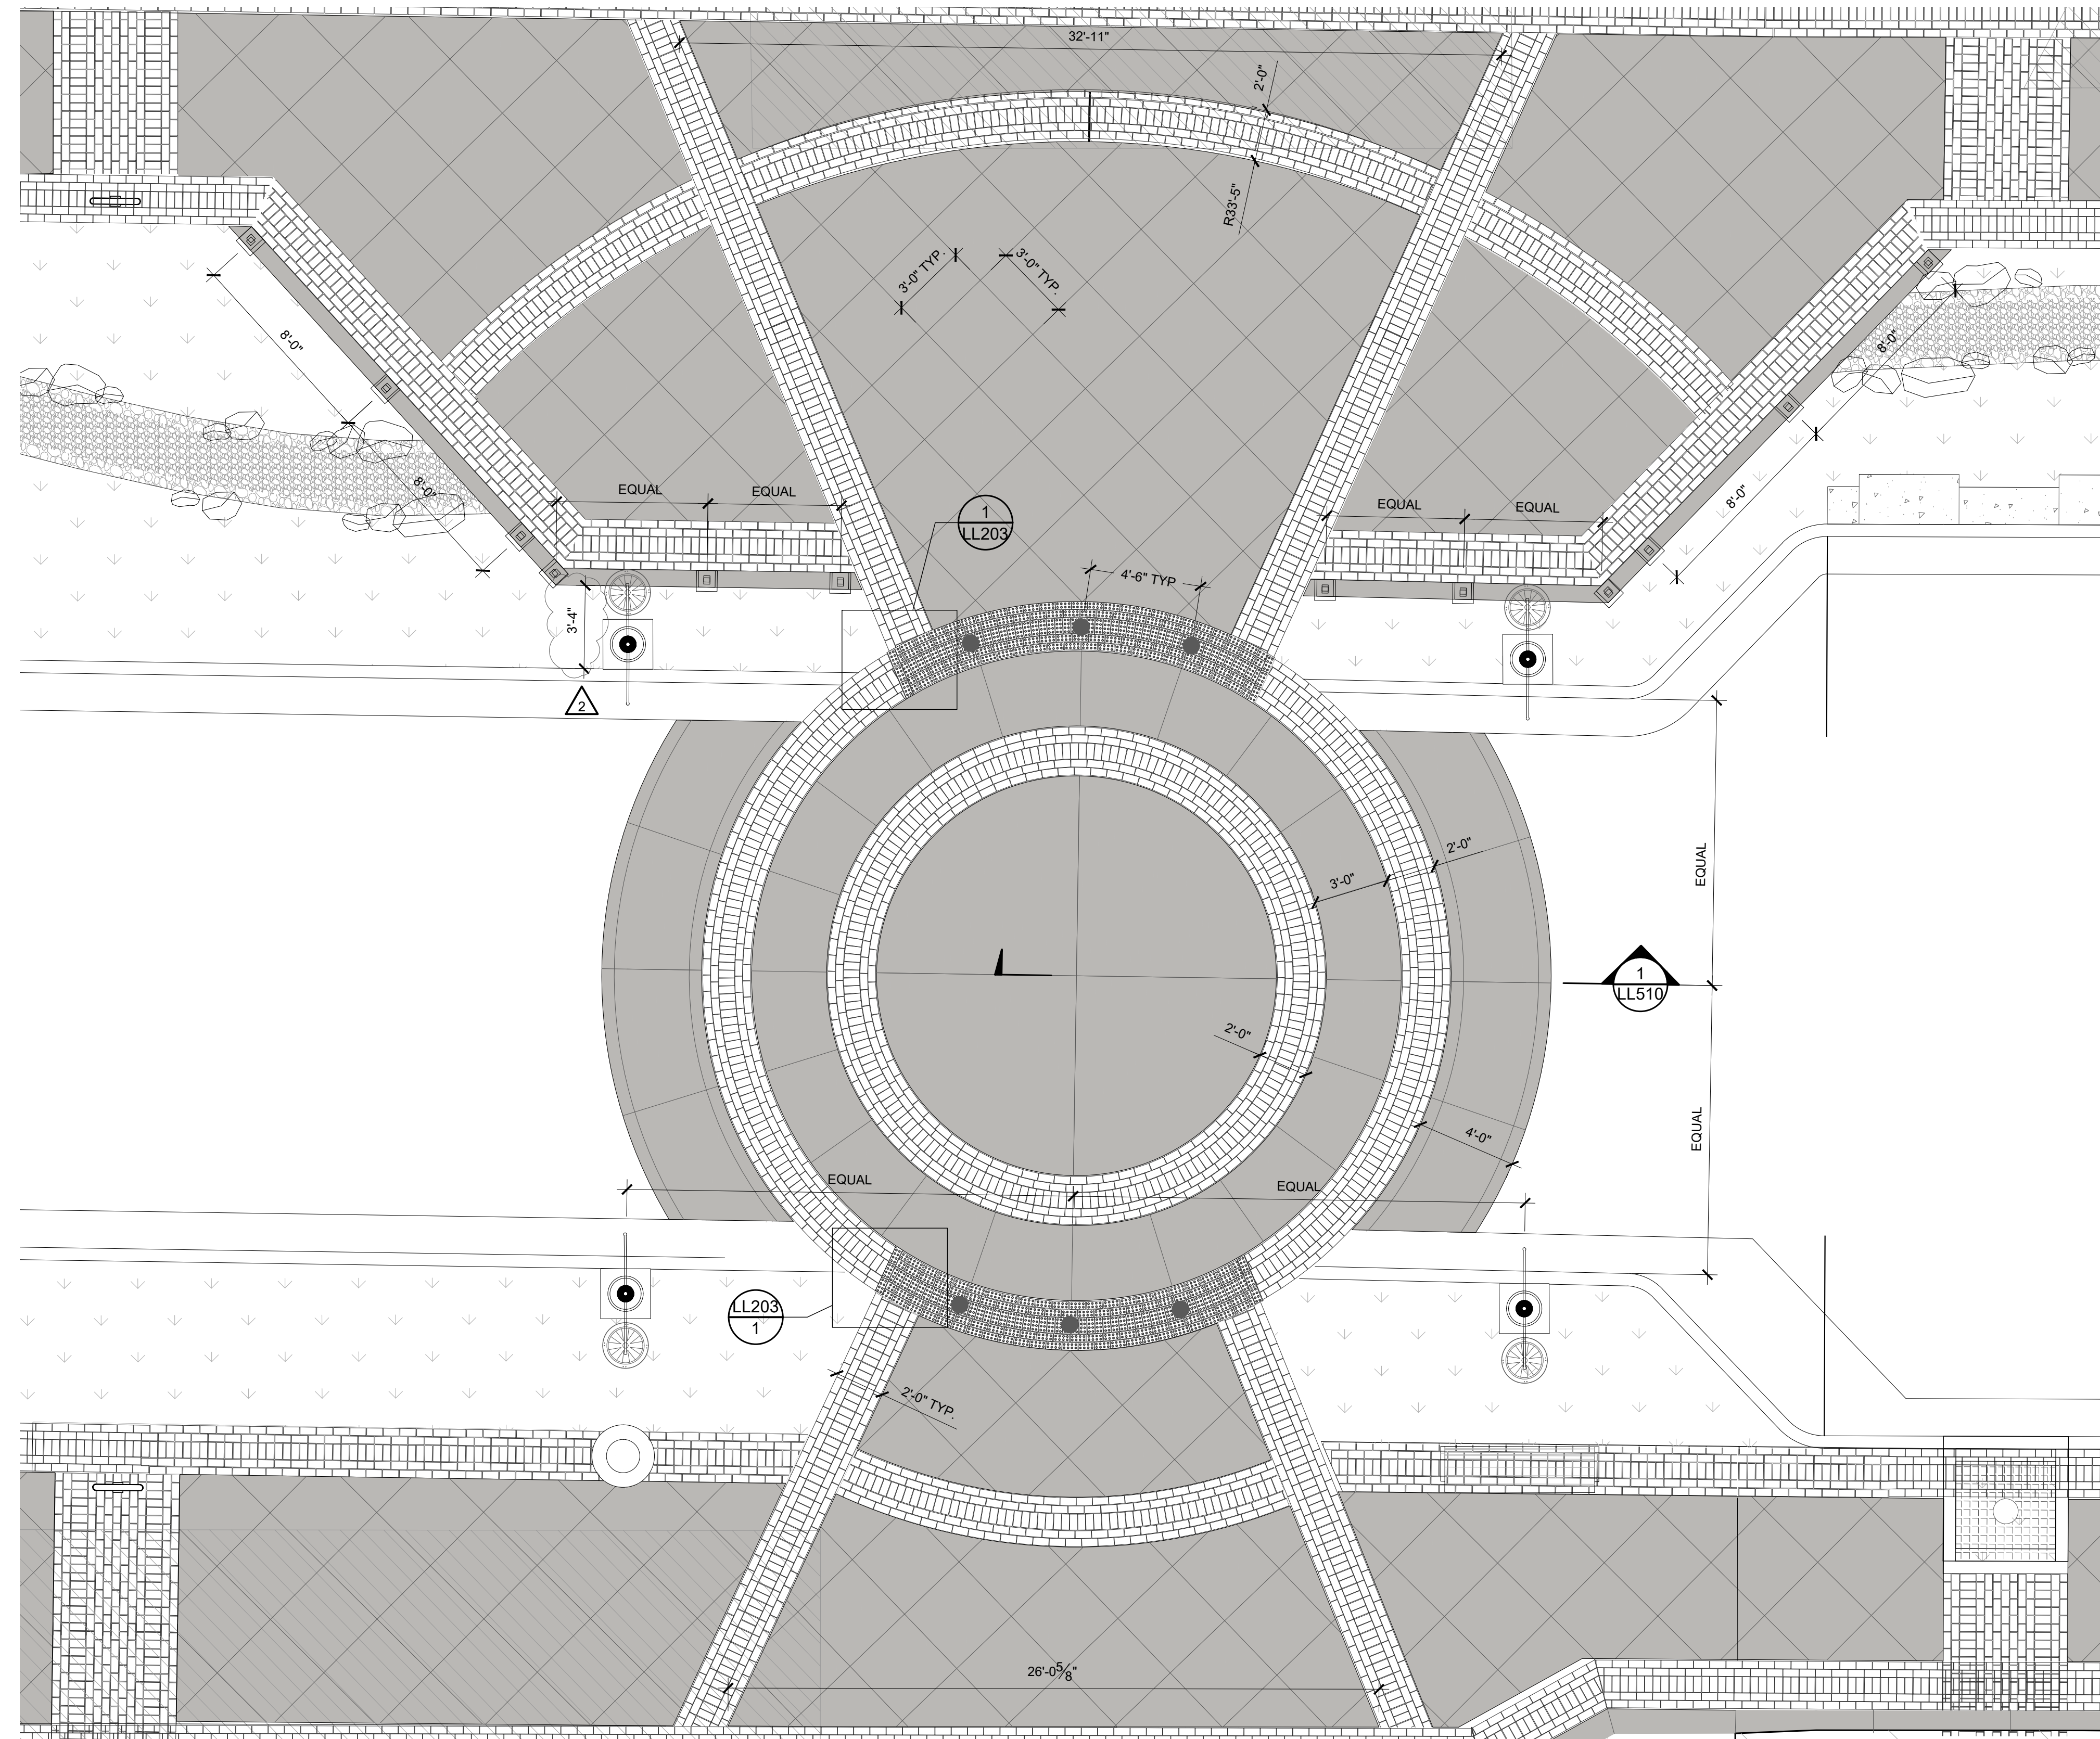 32'-11"
2'-0"
R33'-5"
3'-0" TYP.
3'-0" TYP.
8'-0"
8'-0"
8'-0"
8'-0"
EQUAL
EQUAL
EQUAL
EQUAL
1
LL203
4'-6" TYP
3'-4"
2
2'-0"
3'-0"
EQUAL
1
LL510
2'-0"
EQUAL
4'-0"
EQUAL
EQUAL
LL203
1
2'-0" TYP.
26'-0 5/8"